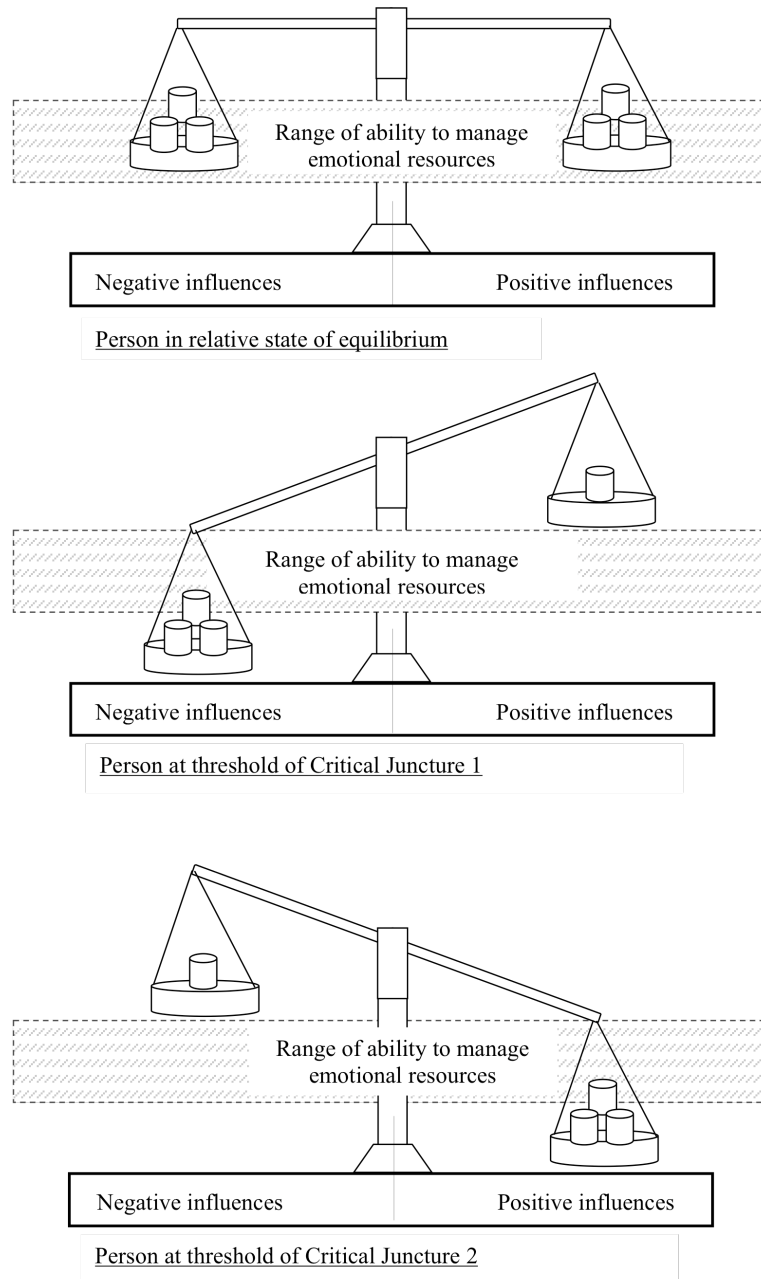 Range of ability to manage
emotional resources
Negative influences
Positive influences
Person in relative state of equilibrium
Range of ability to manage
emotional resources
Negative influences
Positive influences
Person at threshold of Critical Juncture 1
Range of ability to manage
emotional resources
Negative influences
Positive influences
Person at threshold of Critical Juncture 2